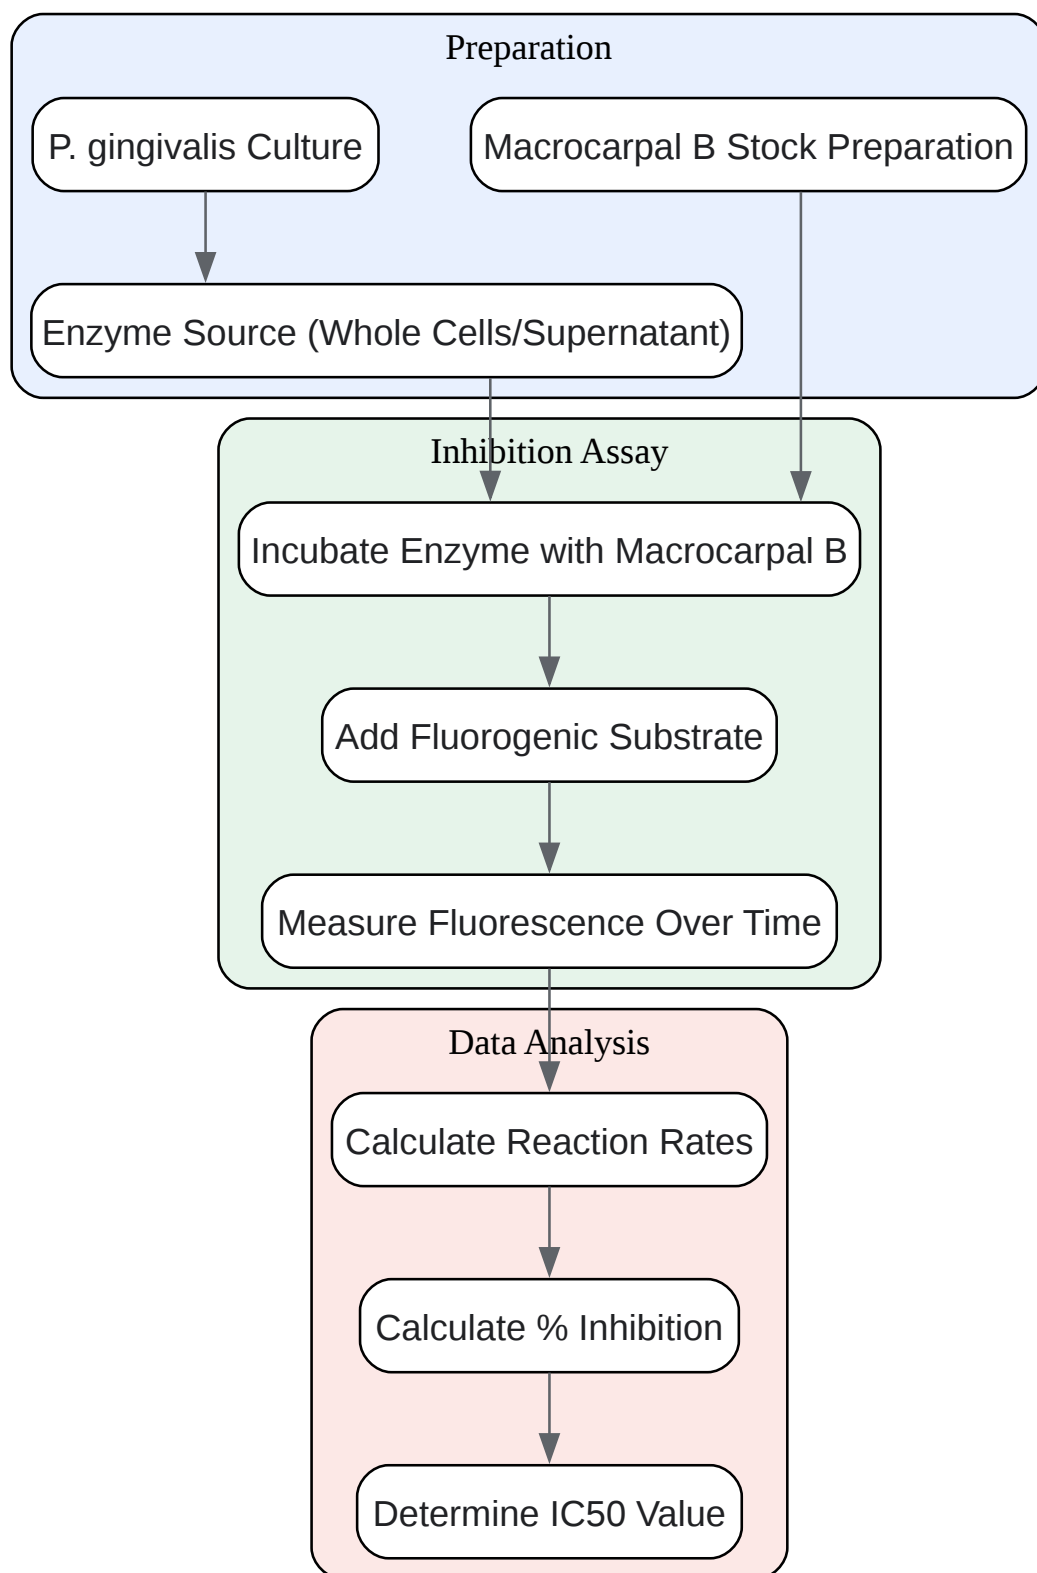 Preparation
P. gingivalis Culture
Macrocarpal B Stock Preparation
Enzyme Source (Whole Cells/Supernatant)
Inhibition Assay
Incubate Enzyme with Macrocarpal B
Add Fluorogenic Substrate
Measure Fluorescence Over Time
Data Analysis
Calculate Reaction Rates
Calculate % Inhibition
Determine IC50 Value